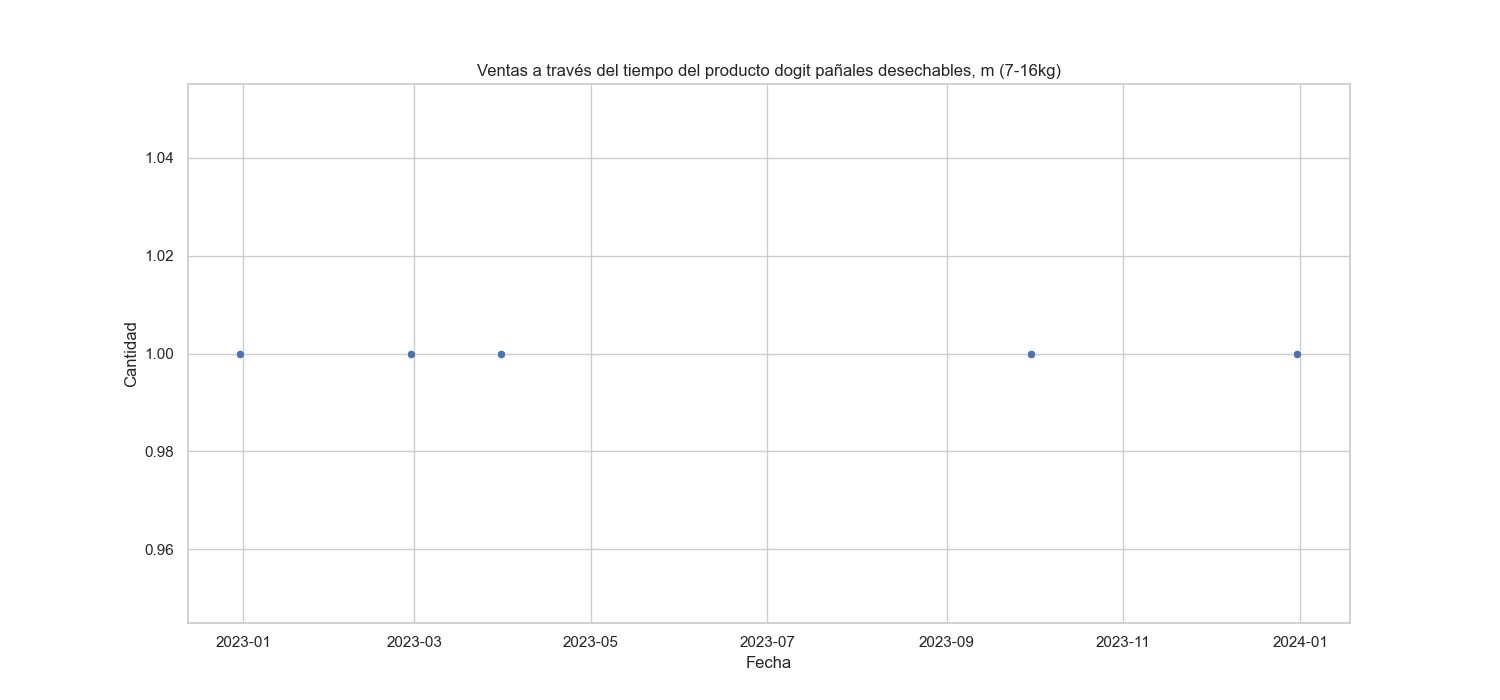 Ventas a través del tiempo del producto dogit pañales desechables, m (7-16kg)
1.04
1.02
1.00
0.98
0.96
Cantidad
2023-01 2023-03 2023-05 2023-07 2023-09 2023-11 2024-01
Fecha